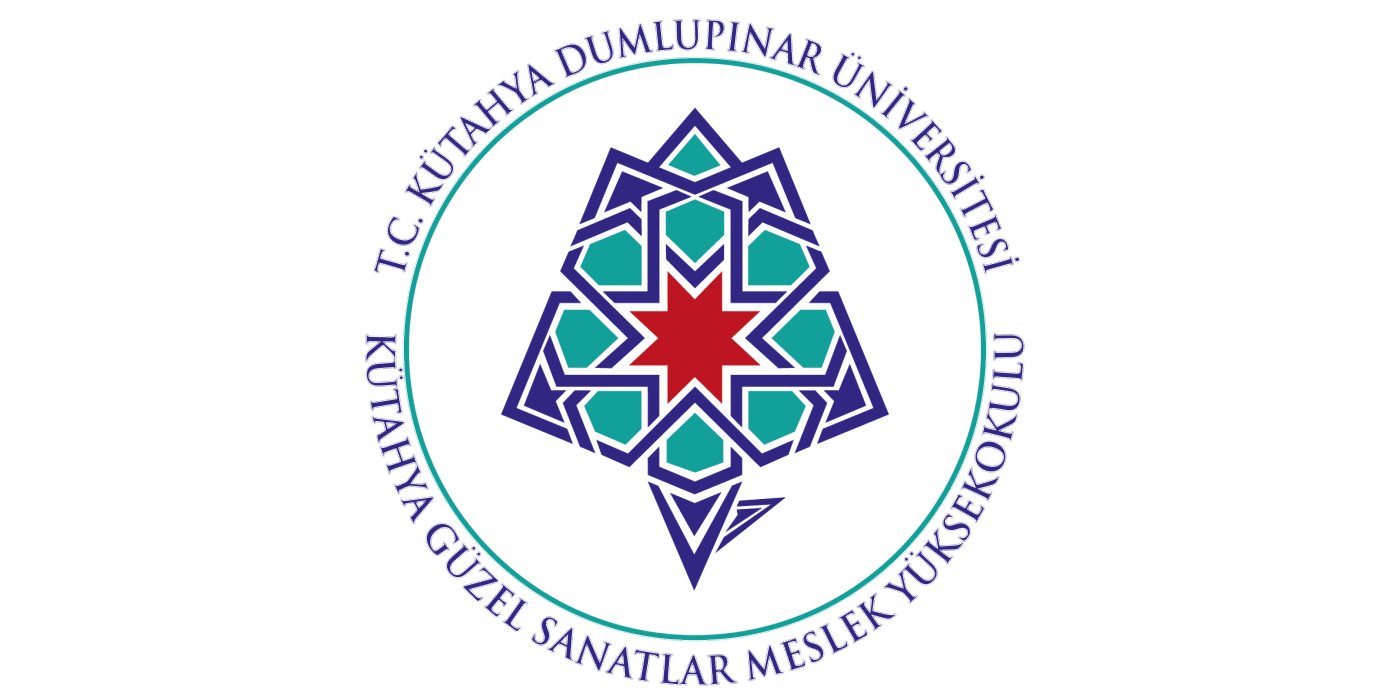 T.C. KÜTAHYA DUMLUPINAR ÜNİVERSİTESİ
KÜTAHYA GÜZEL SANATLAR MESLEK YÜKSEKOKULU